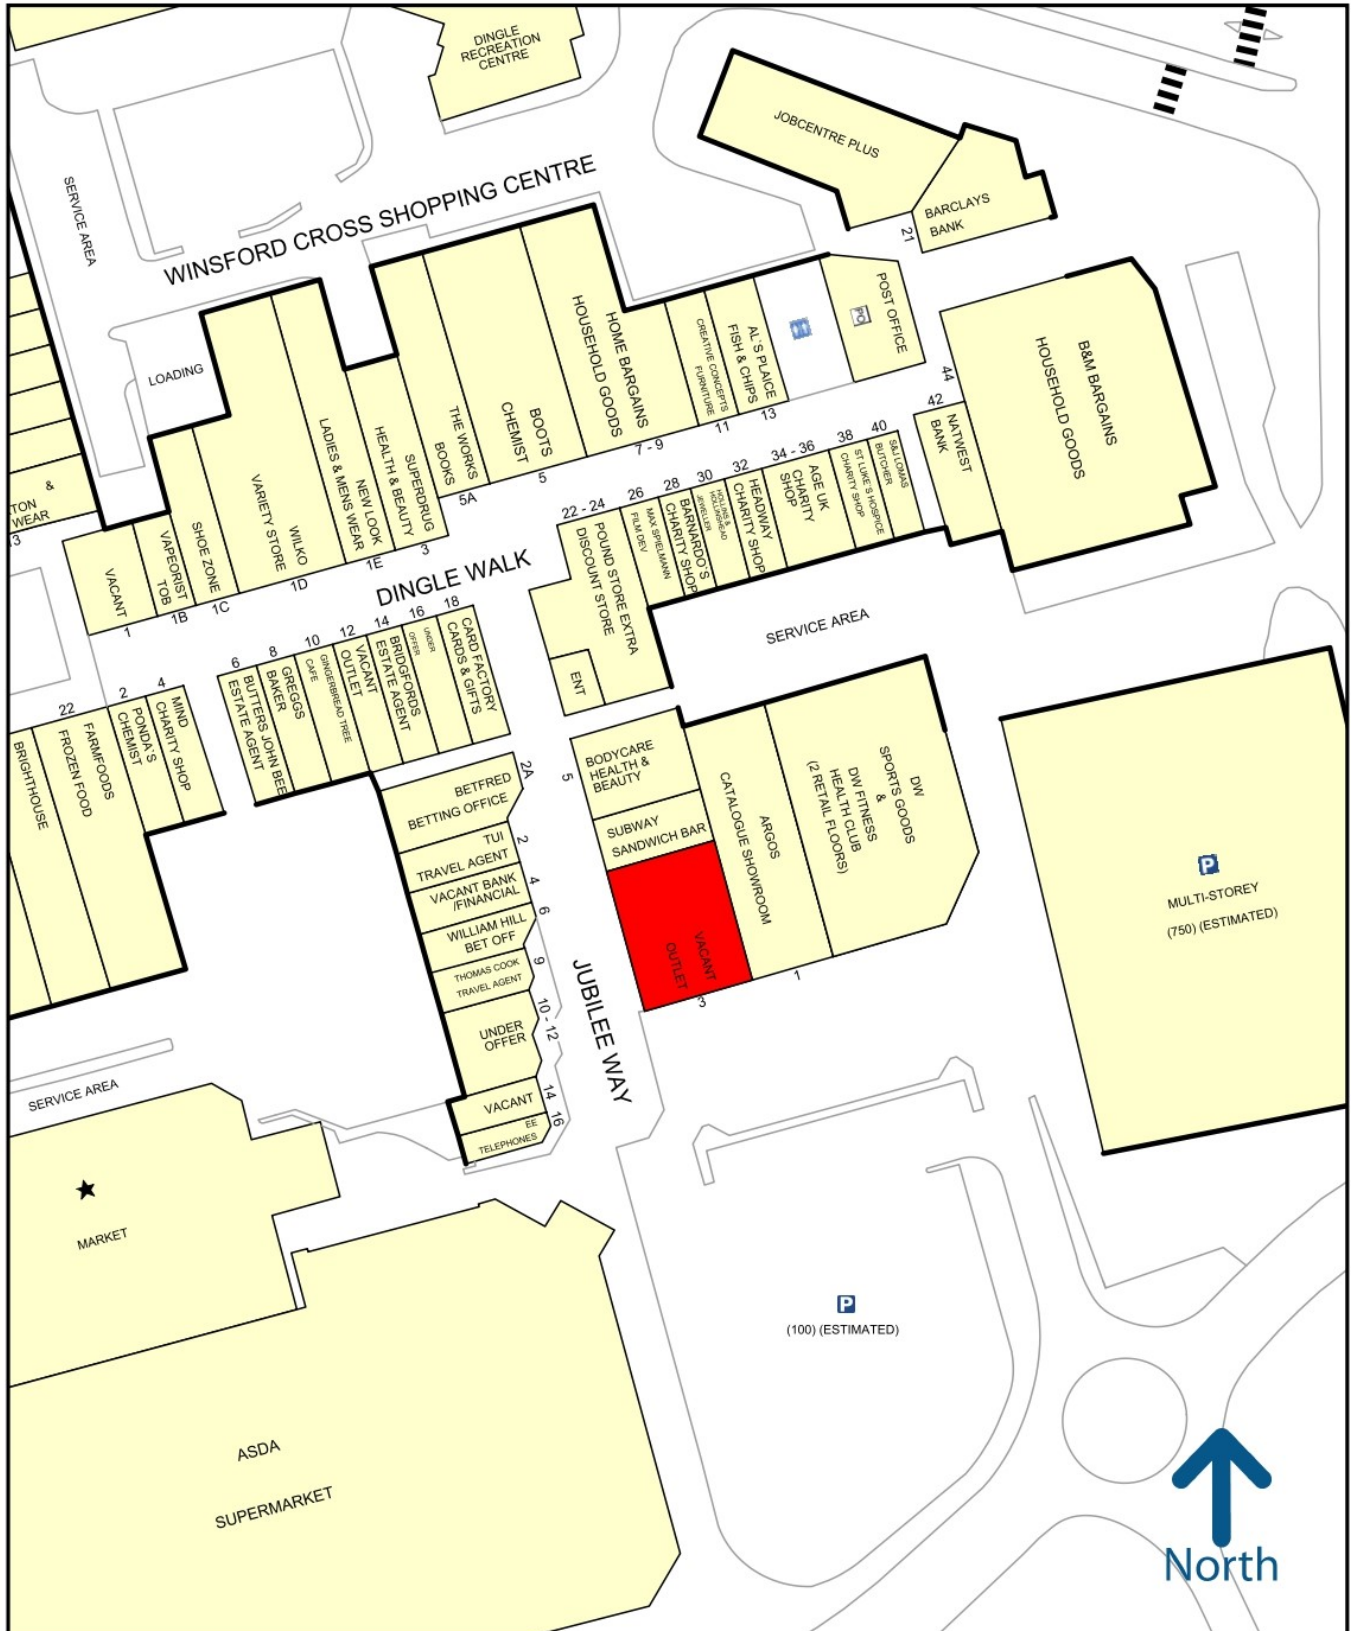 DINGLE
RECREATION
CENTRE
JOBCENTRE PLUS
BARCLAYS
BANK
21
SERVICE AREA
WINSFORD CROSS SHOPPING CENTRE
LOADING
POST OFFICE
PO
B&M BARGAINS
HOUSEHOLD GOODS
44
42
NATWEST
BANK
&
TON
WEAR
13
VACANT
1
VAPEORIST
TOB
1B
SHOE ZONE
1C
WILKO
VARIETY STORE
1D
NEW LOOK
LADIES & MENS WEAR
1E
SUPERDRUG
HEALTH & BEAUTY
3
THE WORKS
BOOKS
5A
BOOTS
CHEMIST
5
HOME BARGAINS
HOUSEHOLD GOODS
7 - 9
CREATIVE CONCEPTS
FURNITURE
11
AL`S PLAICE
FISH & CHIPS
13
DINGLE WALK
22 - 24
POUND STORE EXTRA
DISCOUNT STORE
ENT
26
MAX SPIELMANN
FILM DEV
28
BARNARDO`S
CHARITY SHOP
30
HOLLINS &
HOLLINSHEAD
JEWELLER
32
HEADWAY
CHARITY SHOP
34 - 36
AGE UK
CHARITY
SHOP
38
ST LUKE`S HOSPICE
CHARITY SHOP
40
S&J LOMAS
BUTCHER
SERVICE AREA
22
BRIGHTHOUSE
FARMFOODS
FROZEN FOOD
2
PONDA`S
CHEMIST
4
MIND
CHARITY SHOP
6
BUTTERS JOHN BEE
ESTATE AGENT
8
GREGGS
BAKER
10
GINGERBREAD TREE
CAFE
12
VACANT
OUTLET
14
BRIDGFORDS
ESTATE AGENT
16
UNDER
OFFER
18
CARD FACTORY
CARDS & GIFTS
BETFRED
BETTING OFFICE
2A
TUI
TRAVEL AGENT
2
VACANT BANK
/FINANCIAL
4
WILLIAM HILL
BET OFF
6
THOMAS COOK
TRAVEL AGENT
9
UNDER
OFFER
10 - 12
VACANT
14
EE
TELEPHONES
16
JUBILEE WAY
BODYCARE
HEALTH &
BEAUTY
5
SUBWAY
SANDWICH BAR
VACANT
OUTLET
3
ARGOS
CATALOGUE SHOWROOM
1
DW
SPORTS GOODS
&
DW FITNESS
HEALTH CLUB
(2 RETAIL FLOORS)
P
MULTI-STOREY
(750) (ESTIMATED)
SERVICE AREA
MARKET
P
(100) (ESTIMATED)
ASDA
SUPERMARKET
North